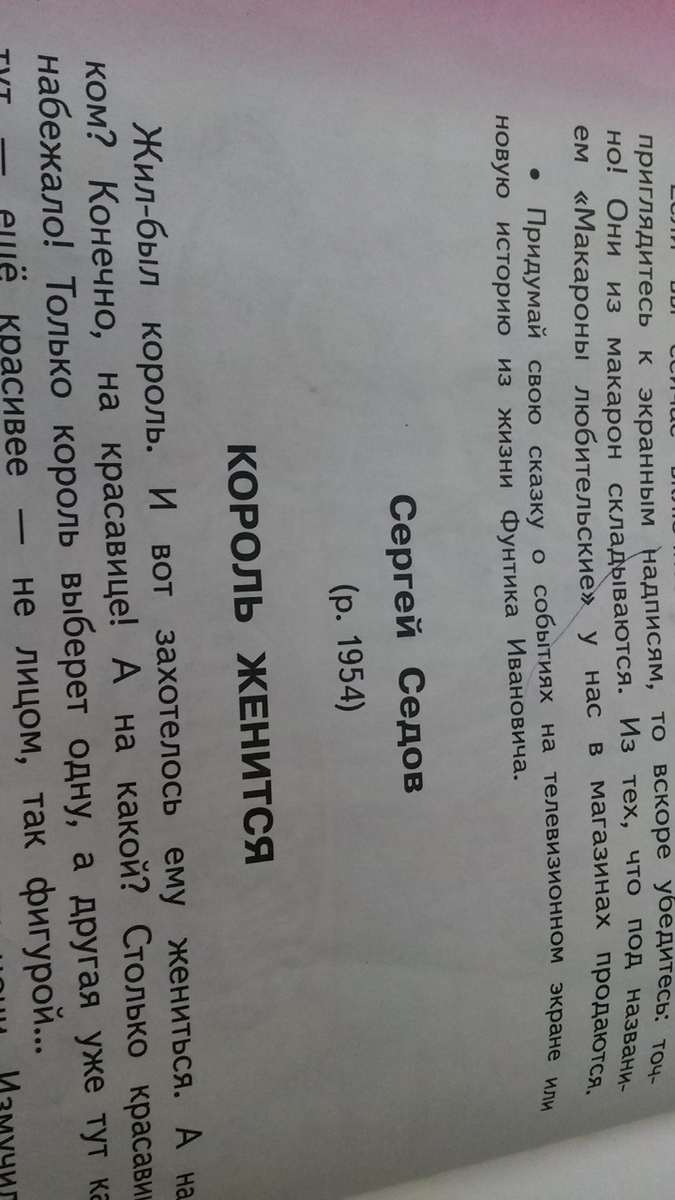 приглядитесь к экранным надписям, то вскоре убедитесь: точ-
но! Они из макарон складываются. Из тех, что под названи-
ем «Макароны любительские» у нас в магазинах продаются.
• Придумай свою сказку о событиях на телевизионном экране или
новую историю из жизни Фунтика Ивановича.
Сергей Седов
(р. 1954)
КОРОЛЬ ЖЕНИТСЯ
Жил-был король. И вот захотелось ему жениться. А на
ком? Конечно, на красавице! А на какой? Столько красави
набежало! Только король выберет одну, а другая уже тут ка
тут — ещё красивее — не лицом, так фигурой...
Измучил